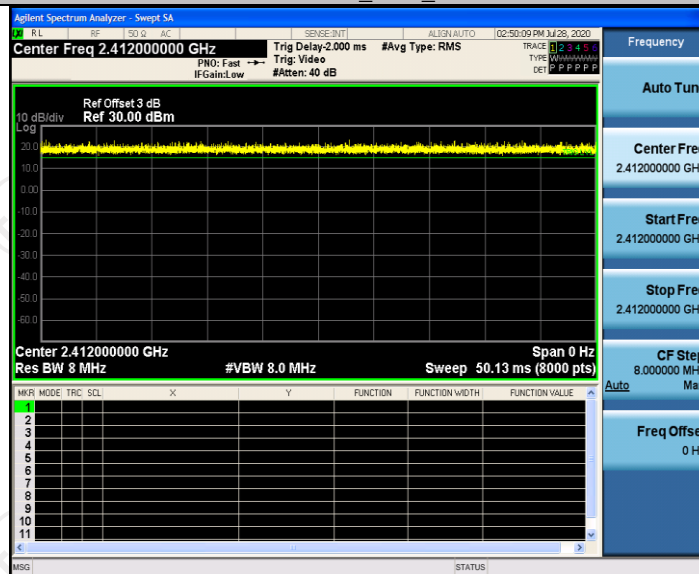 Agilent Spectrum Analyzer - Swept SA
RL RF 50 Ω AC SENSE:INT ALIGN AUTO 02:50:09 PM Jul 28, 2020
Center Freq 2.412000000 GHz
PNO: Fast
IFGain:Low
Trig Delay-2.000 ms
Trig: Video
#Atten: 40 dB
#Avg Type: RMS
TRACE 1 2 3 4 5 6
TYPE
DET P P P P P P
Ref Offset 3 dB
10 dB/div Ref 30.00 dBm
Log
20.0
10.0
0.00
-10.0
-20.0
-30.0
-40.0
-50.0
-60.0
Center 2.412000000 GHz Span 0 Hz
Res BW 8 MHz #VBW 8.0 MHz Sweep 50.13 ms (8000 pts)
MKR MODE TRC SCL X Y FUNCTION FUNCTION WIDTH FUNCTION VALUE
1
2
3
4
5
6
7
8
9
10
11
MSG STATUS
Frequency
Auto Tun
Center Fre
2.412000000 GH
Start Fre
2.412000000 GH
Stop Fre
2.412000000 GH
CF Ste
8.000000 MH
Auto Ma
Freq Offse
0 H